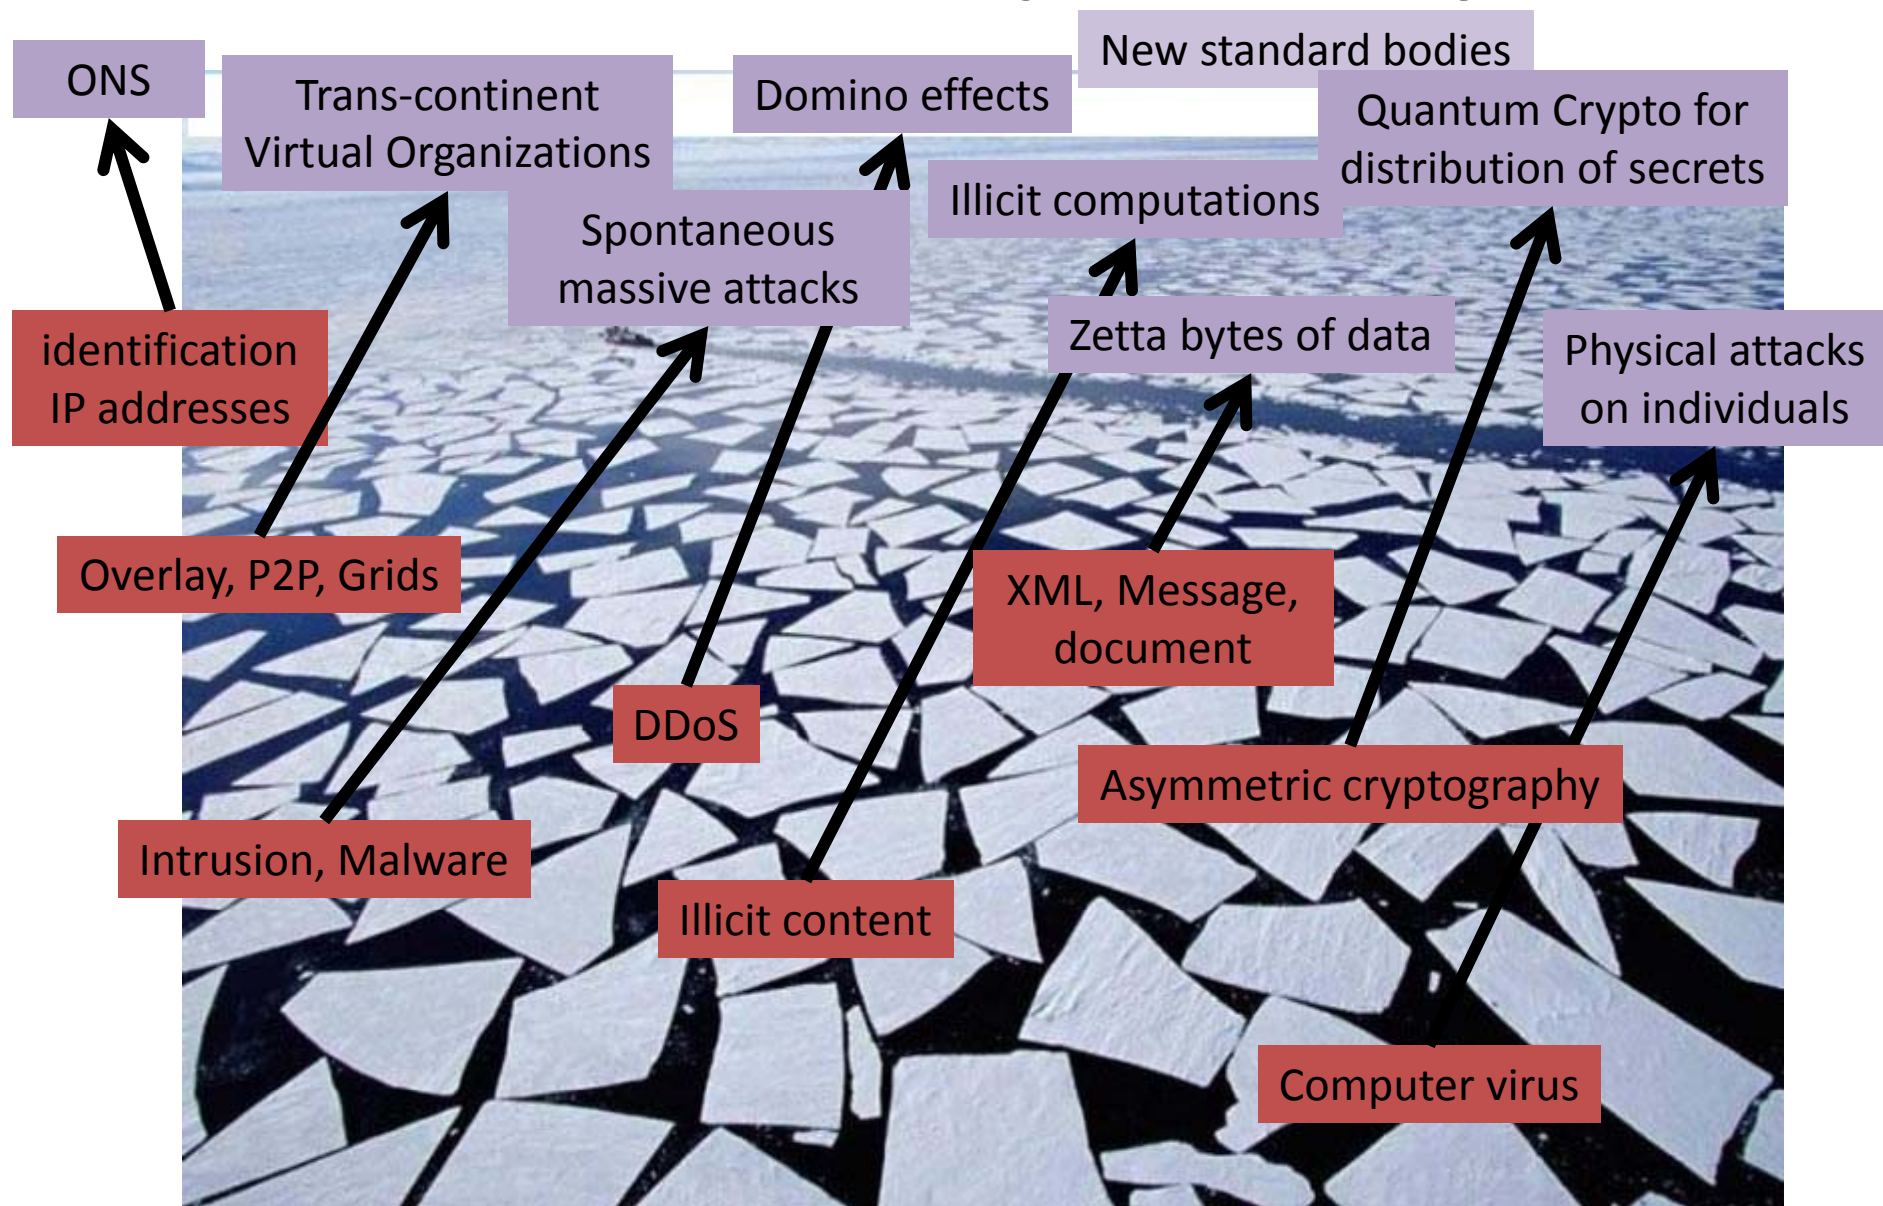 New standard bodies
ONS
Trans-continent
Virtual Organizations
Domino effects
Quantum Crypto for
distribution of secrets
Illicit computations
Spontaneous
massive attacks
Zetta bytes of data
Physical attacks
on individuals
identification
IP addresses
Overlay, P2P, Grids
XML, Message,
document
DDoS
Asymmetric cryptography
Intrusion, Malware
Illicit content
Computer virus